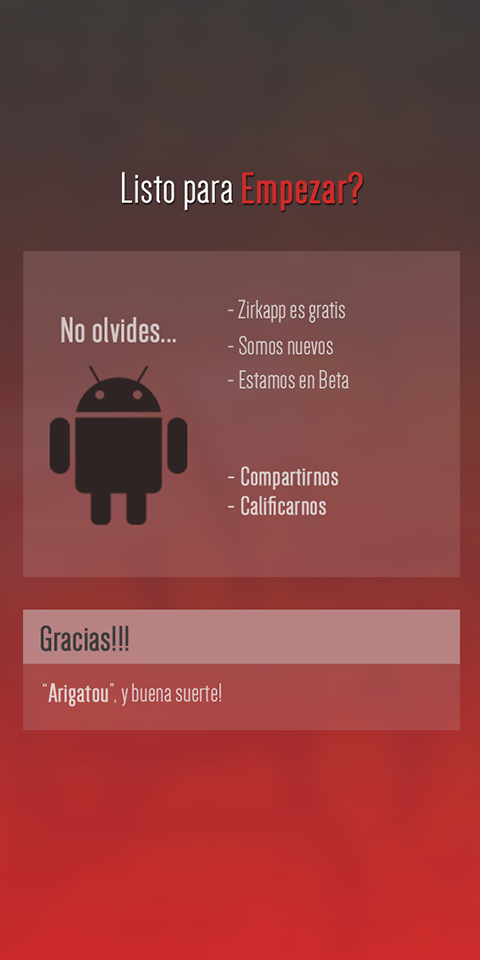 Listo para Empezar?
No olvides...
- Zirkapp es gratis
- Somos nuevos
- Estamos en Beta
- Compartirnos
- Calificarnos
Gracias!!!
“Arigatou”, y buena suerte!